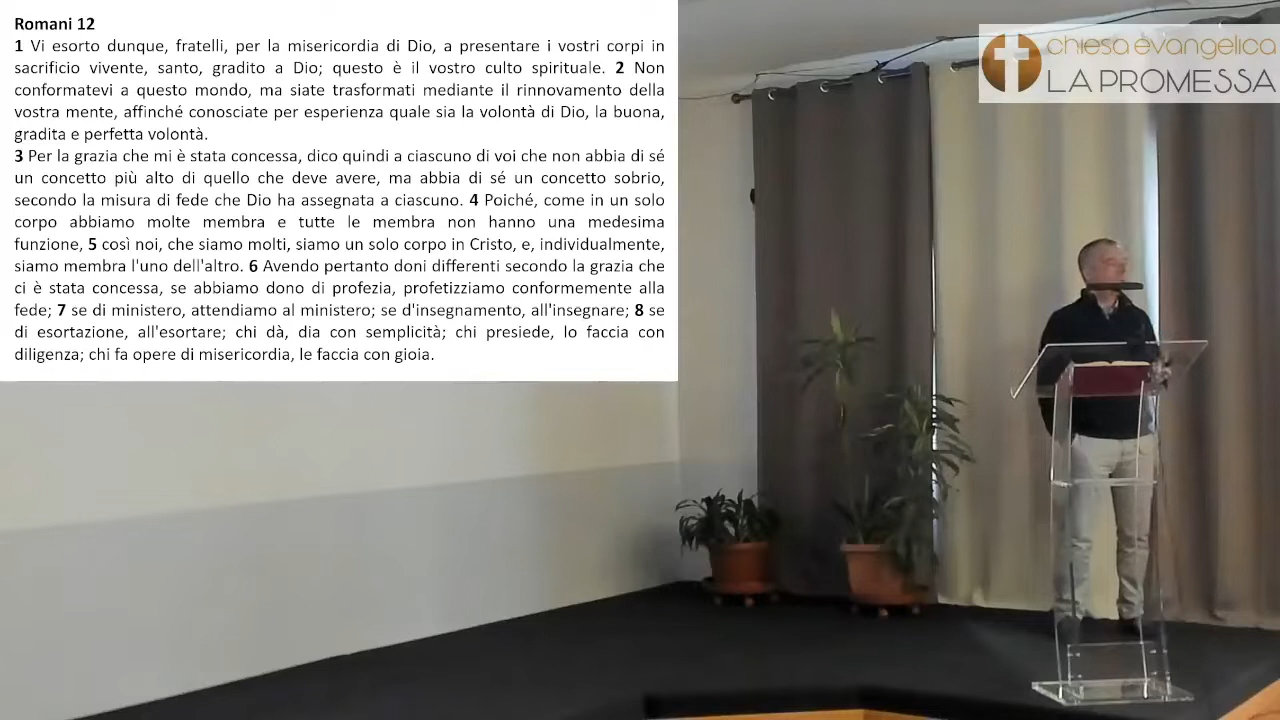 Romani 12
1 Vi esorto dunque, fratelli, per la misericordia di Dio, a presentare i vostri corpi in
sacrificio vivente, santo, gradito a Dio; questo è il vostro culto spirituale. 2 Non
conformatevi a questo mondo, ma siate trasformati mediante il rinnovamento della
vostra mente, affinché conosciate per esperienza quale sia la volontà di Dio, la buona,
gradita e perfetta volontà.
3 Per la grazia che mi è stata concessa, dico quindi a ciascuno di voi che non abbia di sé
un concetto più alto di quello che deve avere, ma abbia di sé un concetto sobrio,
secondo la misura di fede che Dio ha assegnata a ciascuno. 4 Poiché, come in un solo
corpo abbiamo molte membra e tutte le membra non hanno una medesima
funzione, 5 così noi, che siamo molti, siamo un solo corpo in Cristo, e, individualmente,
siamo membra l'uno dell'altro. 6 Avendo pertanto doni differenti secondo la grazia che
ci è stata concessa, se abbiamo dono di profezia, profetizziamo conformemente alla
fede; 7 se di ministero, attendiamo al ministero; se d'insegnamento, all'insegnare; 8 se
di esortazione, all'esortare; chi dà, dia con semplicità; chi presiede, lo faccia con
diligenza; chi fa opere di misericordia, le faccia con gioia.
chiesa evangelica
LA PROMESSA